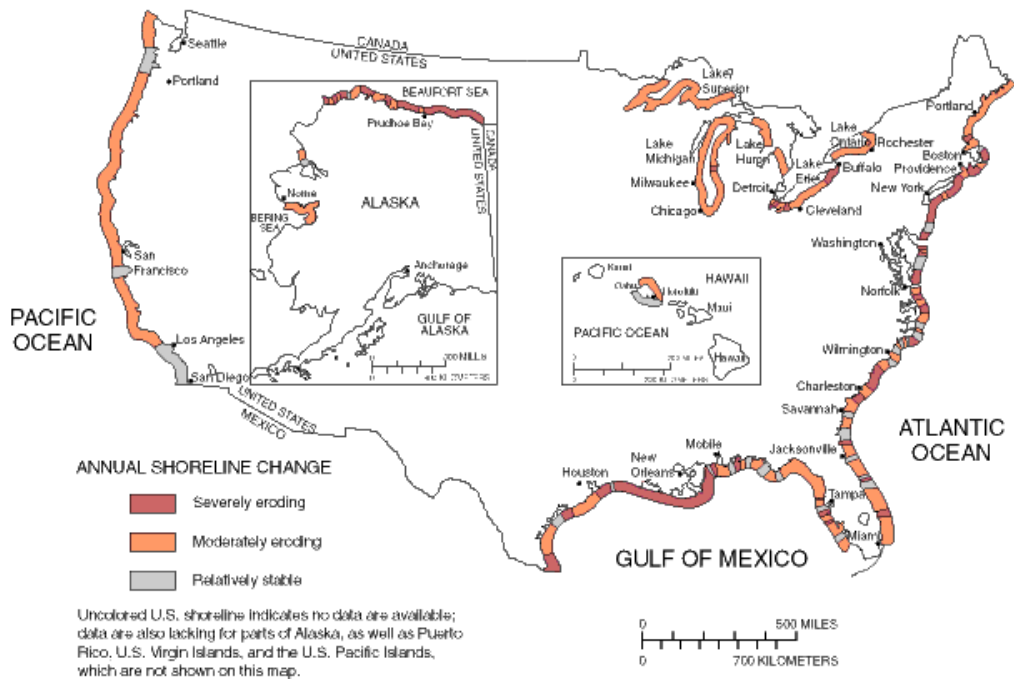 CANADA
UNITED STATES
Seattle
Portland
BEAUFORT SEA
Prudhoe Bay
CANADA
UNITED STATES
Nome
ALASKA
BERING
SEA
Anchorage
GULF OF
ALASKA
Lake
Superior
Lake
Michigan
Lake
Huron
Lake
Ontario
Lake
Erie
Portland
Rochester
Boston
Buffalo
Providence
Milwaukee
Detroit
New York
Chicago
Cleveland
Washington
Norfolk
San
Francisco
Kauai
Oahu
Honolulu
HAWAII
Maui
PACIFIC OCEAN
Hawaii
PACIFIC
OCEAN
Los Angeles
San Diego
UNITED STATES
MEXICO
Wilmington
Charleston
Savannah
ATLANTIC
OCEAN
Jacksonville
Mobile
New
Orleans
Houston
Tampa
Miami
GULF OF MEXICO
ANNUAL SHORELINE CHANGE
Severely eroding
Moderately eroding
Relatively stable
Uncolored U.S. shoreline indicates no data are available;
data are also lacking for parts of Alaska, as well as Puerto
Rico, U.S. Virgin Islands, and the U.S. Pacific Islands,
which are not shown on this map.
0 500 MILES
0 700 KILOMETERS